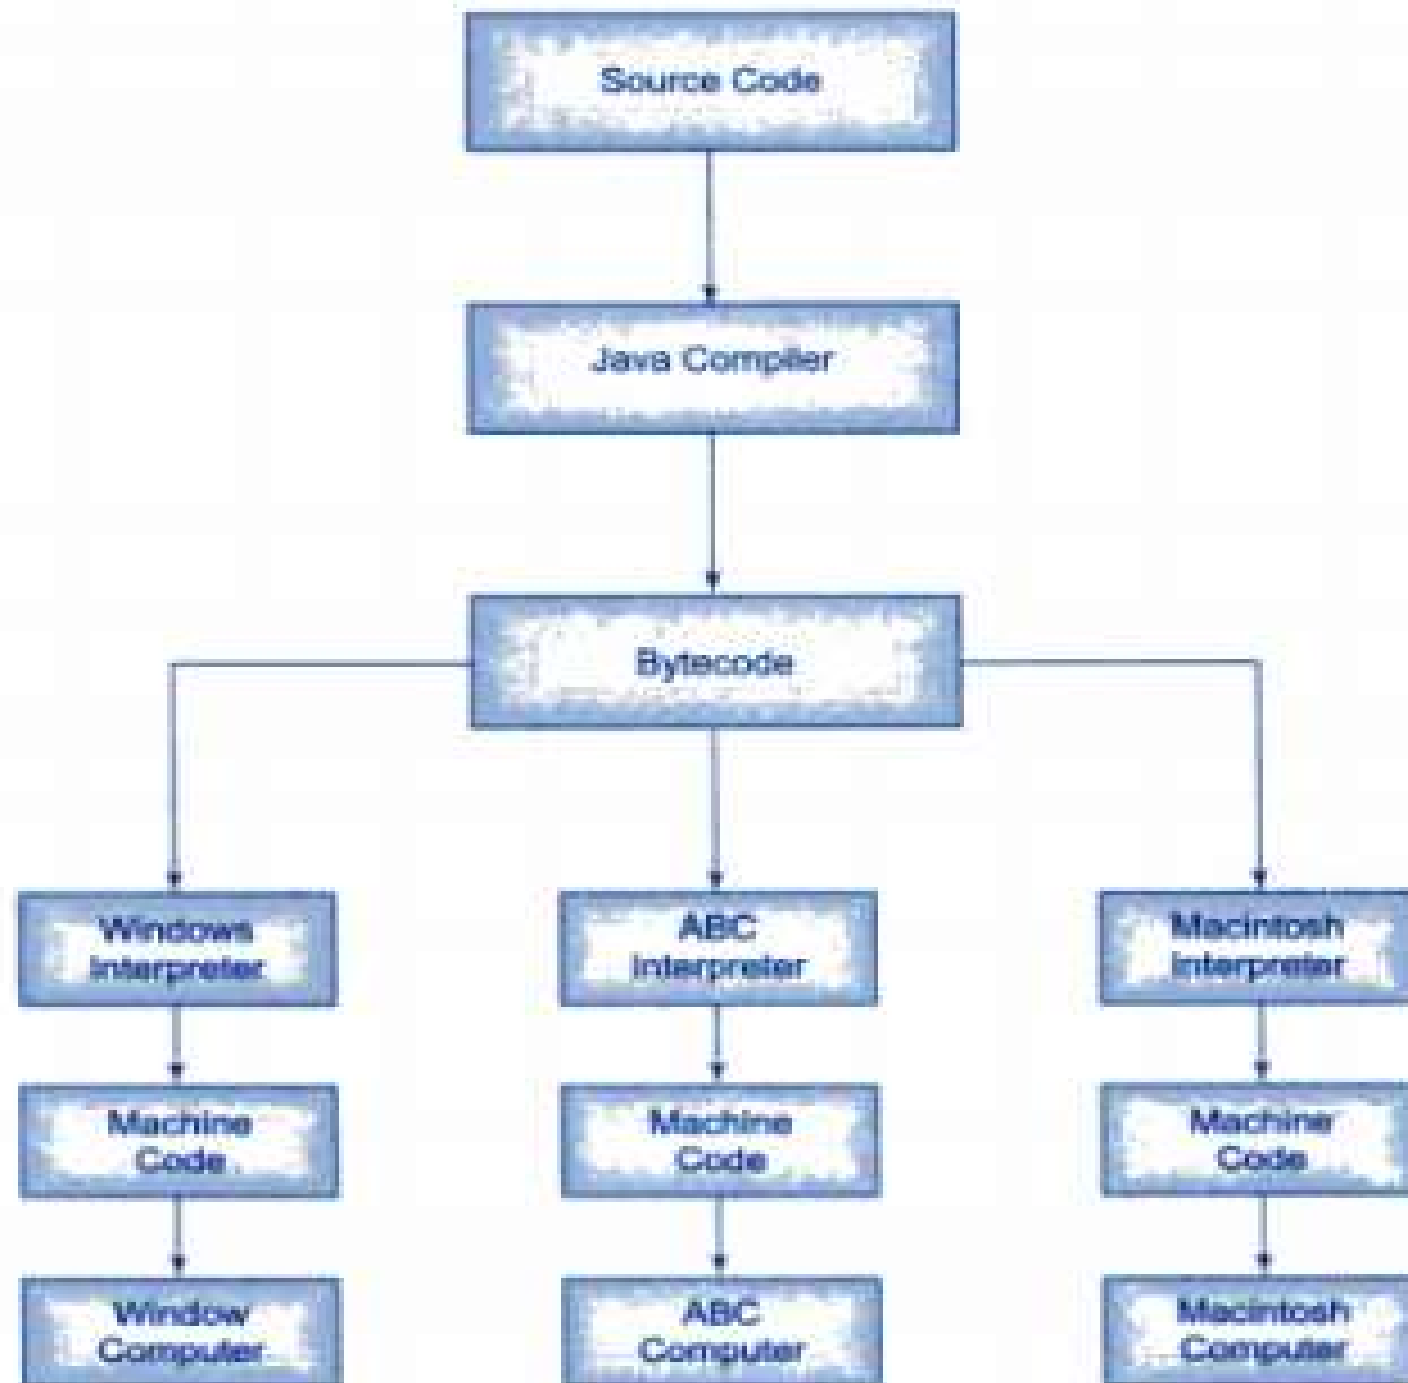 Source Code
Java Compiler
Bytecode
Windows
Interpreter
ABC
Interpreter
Macintosh
Interpreter
Machine
Code
Machine
Code
Machine
Code
Window
Computer
ABC
Computer
Macintosh
Computer